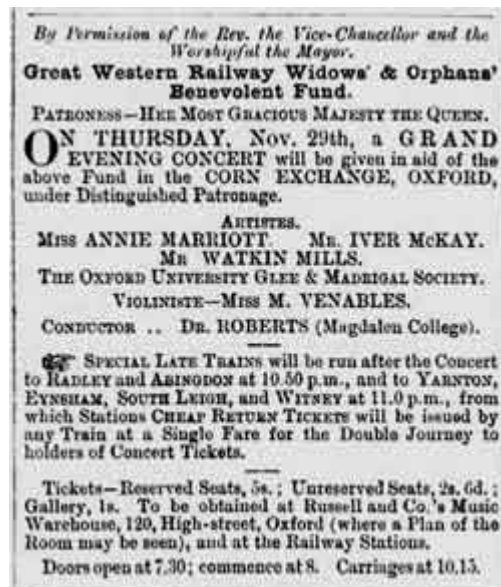 By Permission of the Rev. the Vice-Chancellor and the
Worshipful the Mayor.
Great Western Railway Widows' & Orphans'
Benevolent Fund.
PATRONESS—HER MOST GRACIOUS MAJESTY THE QUEEN.
ON THURSDAY, Nov. 29th, a GRAND
EVENING CONCERT will be given in aid of the
above Fund in the CORN EXCHANGE, OXFORD,
under Distinguished Patronage.
ARTISTES.
MISS ANNIE MARRIOTT. MR. IVER McKAY.
MR WATKIN MILLS.
THE OXFORD UNIVERSITY GLEE & MADRIGAL SOCIETY.
VIOLINISTE—MISS M. VENABLES.
CONDUCTOR .. DR. ROBERTS (Magdalen College).
☞ SPECIAL LATE TRAINS will be run after the Concert
to RADLEY and ABINGDON at 10.50 p.m., and to YARNTON,
EYNSHAM, SOUTH LEIGH, and WITNEY at 11.0 p.m., from
which Stations CHEAP RETURN TICKETS will be issued by
any Train at a Single Fare for the Double Journey to
holders of Concert Tickets.
Tickets—Reserved Seats, 5s.; Unreserved Seats, 2s. 6d.;
Gallery, 1s. To be obtained at Russell and Co.'s Music
Warehouse, 120, High-street, Oxford (where a Plan of the
Room may be seen), and at the Railway Stations.
Doors open at 7.30; commence at 8. Carriages at 10.15.